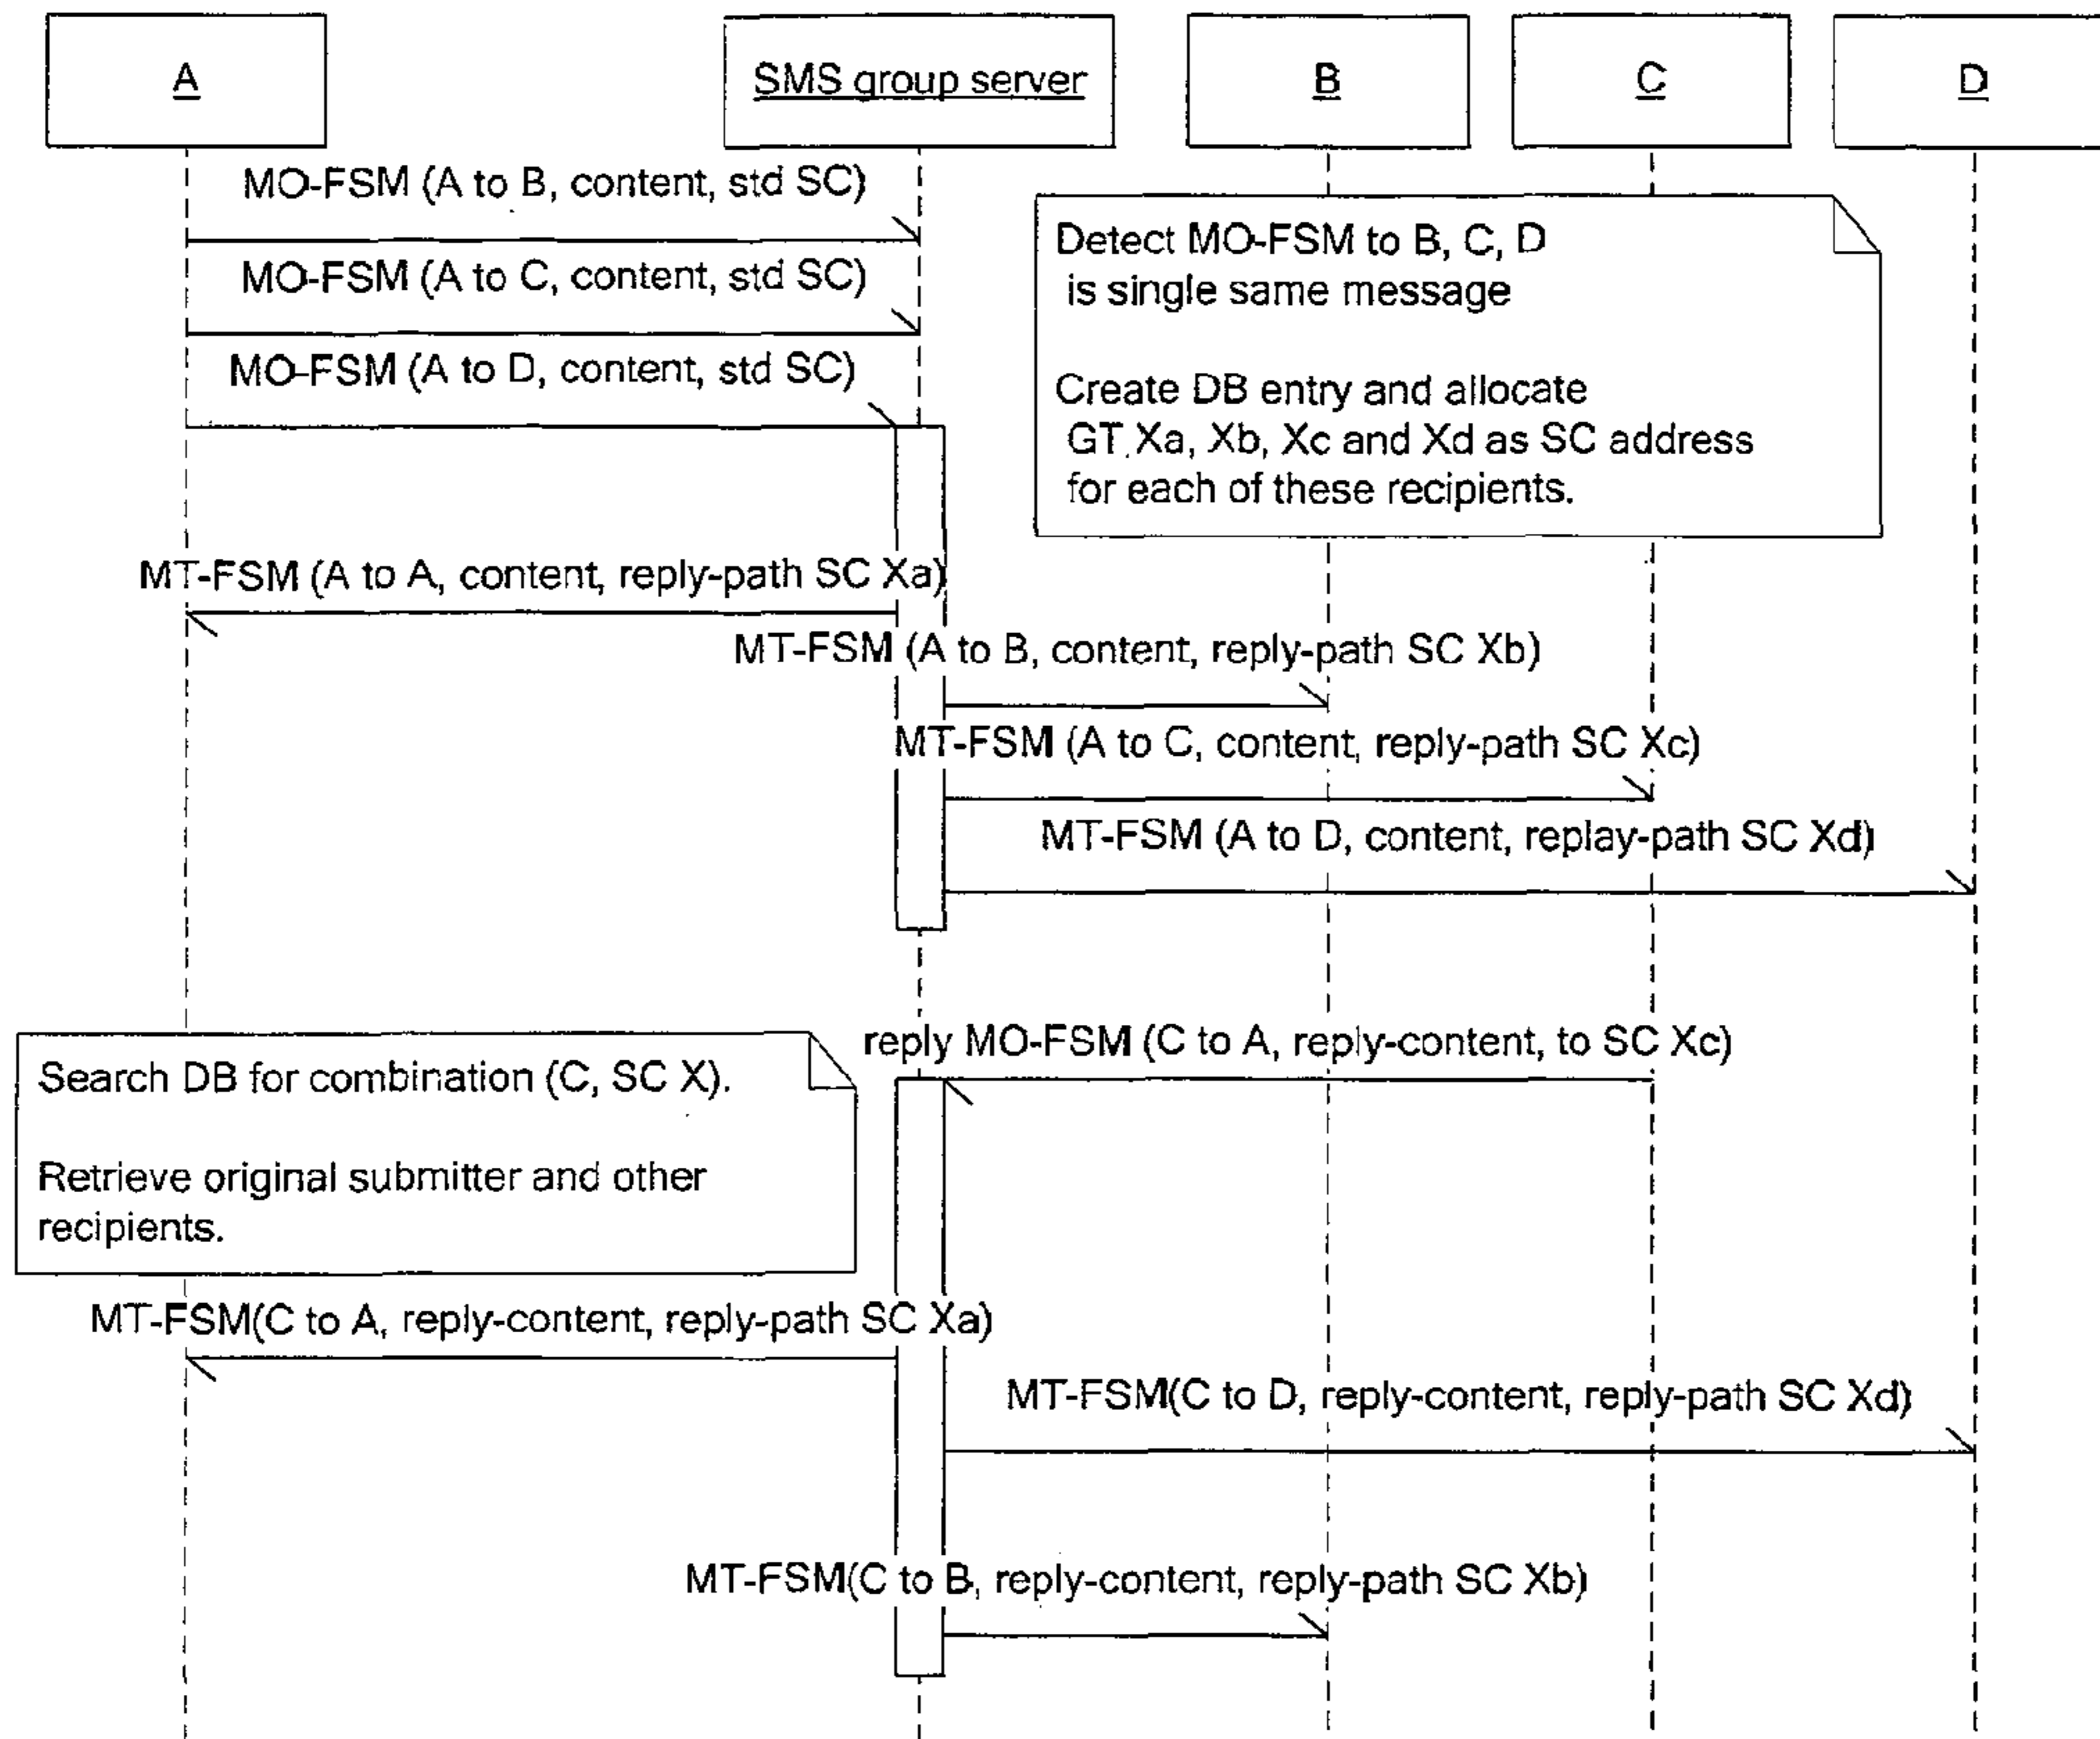 A
SMS group server
B
C
D
MO-FSM (A to B, content, std SC)
MO-FSM (A to C, content, std SC)
MO-FSM (A to D, content, std SC)
Detect MO-FSM to B, C, D
is single same message
Create DB entry and allocate
GT Xa, Xb, Xc and Xd as SC address
for each of these recipients.
MT-FSM (A to A, content, reply-path SC Xa)
MT-FSM (A to B, content, reply-path SC Xb)
MT-FSM (A to C, content, reply-path SC Xc)
MT-FSM (A to D, content, replay-path SC Xd)
reply MO-FSM (C to A, reply-content, to SC Xc)
Search DB for combination (C, SC X).
Retrieve original submitter and other
recipients.
MT-FSM(C to A, reply-content, reply-path SC Xa)
MT-FSM(C to D, reply-content, reply-path SC Xd)
MT-FSM(C to B, reply-content, reply-path SC Xb)